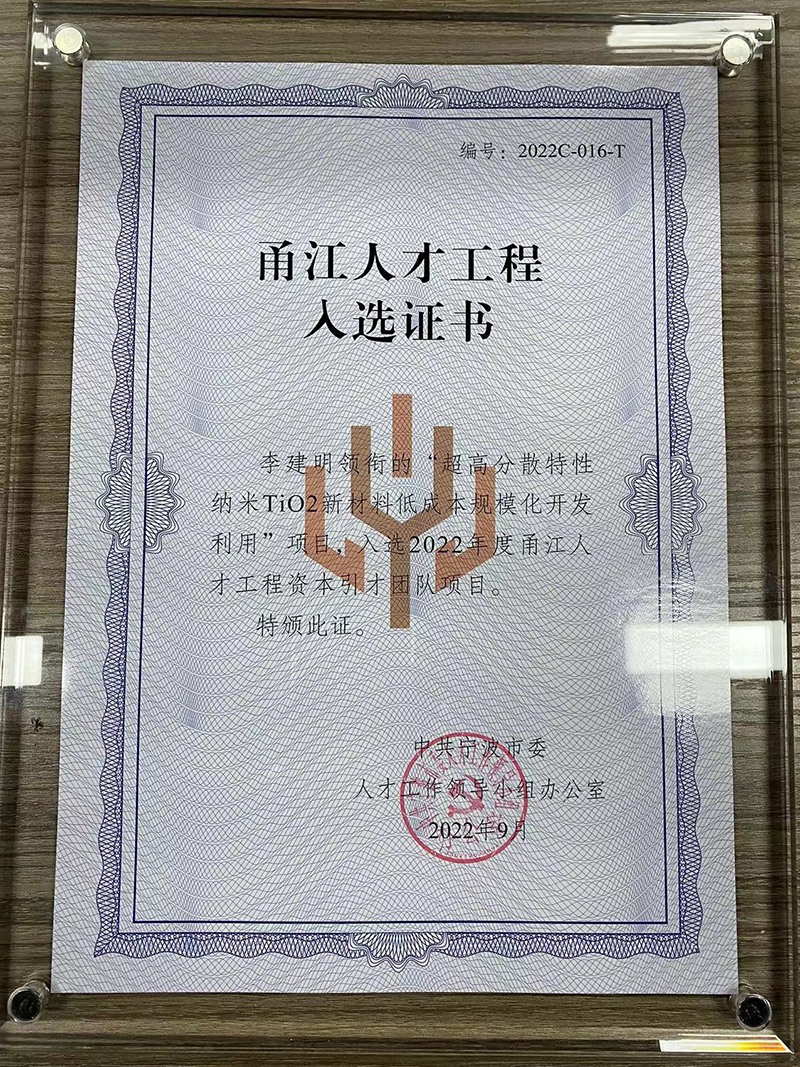 编号：2022C-016-T
甬江人才工程
入选证书
李建明领衔的“超高分散特性
纳米TiO2新材料低成本规模化开发
利用”项目，入选2022年度甬江人
才工程资本引才团队项目。
特颁此证。
中共宁波市委
人才工作领导小组办公室
2022年9月